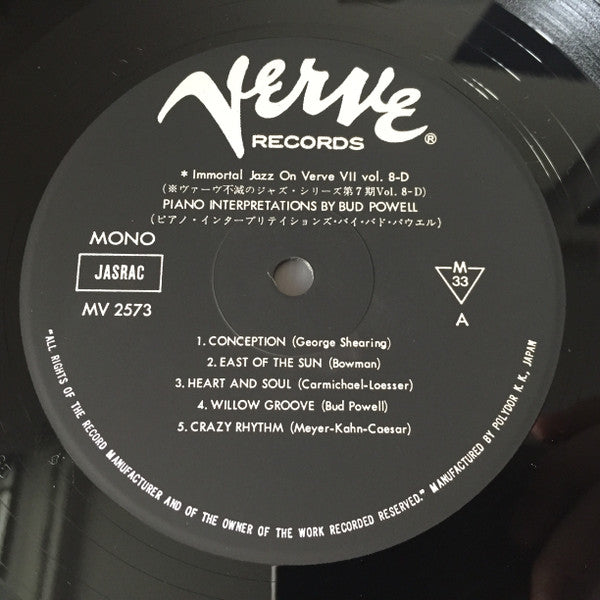 Verve
RECORDS ®
* Immortal Jazz On Verve VII vol. 8-D
(※ヴァーヴ不滅のジャズ・シリーズ第7期Vol. 8-D)
PIANO INTERPRETATIONS BY BUD POWELL
(ピアノ・インタープリテイションズ・バイ・バド・パウエル)
MONO
JASRAC
MV 2573
M
33
A
1. CONCEPTION (George Shearing)
2. EAST OF THE SUN (Bowman)
3. HEART AND SOUL (Carmichael-Loesser)
4. WILLOW GROOVE (Bud Powell)
5. CRAZY RHYTHM (Meyer-Kahn-Caesar)
"ALL RIGHTS OF THE RECORD MANUFACTURER AND OF THE OWNER OF THE WORK RECORDED RESERVED." MANUFACTURED BY POLYDOR K. K., JAPAN